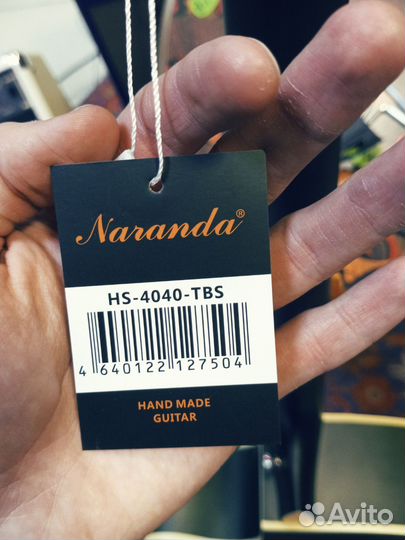 Naranda®
HS-4040-TBS
4 640122 127504
HAND MADE
GUITAR
Avito